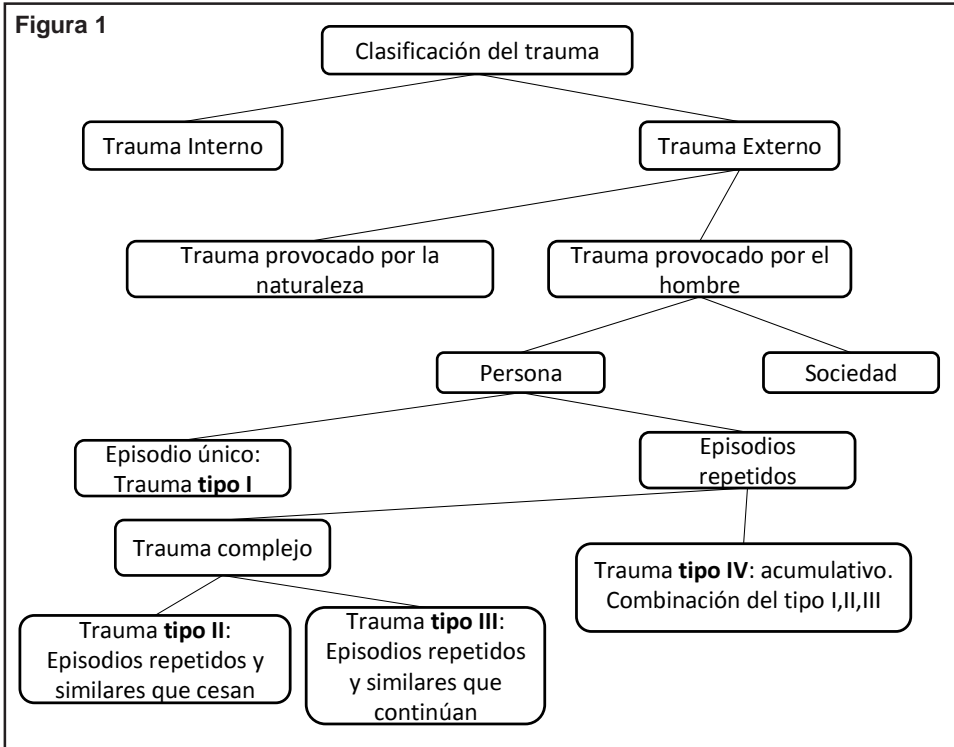 Figura 1
Clasificación del trauma
Trauma Interno
Trauma Externo
Trauma provocado por la
naturaleza
Trauma provocado por el
hombre
Persona
Sociedad
Episodio único:
Trauma tipo I
Episodios
repetidos
Trauma complejo
Trauma tipo IV: acumulativo.
Combinación del tipo I,II,III
Trauma tipo II:
Episodios repetidos y
similares que cesan
Trauma tipo III:
Episodios repetidos
y similares que
continúan